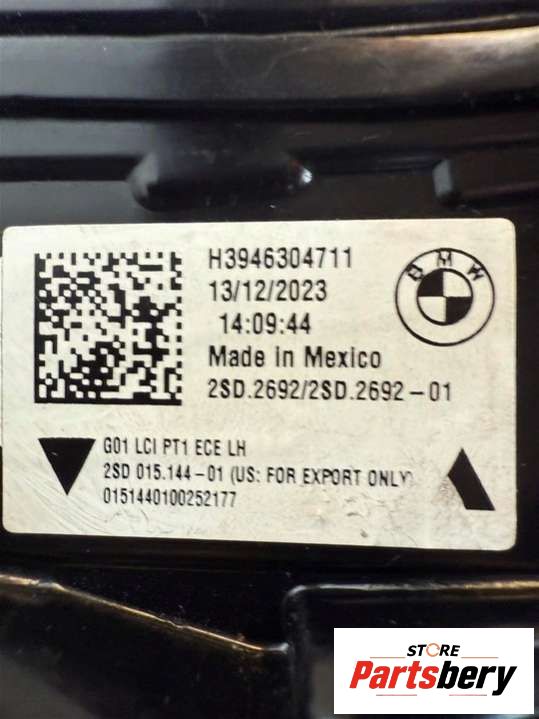 H3946304711
13/12/2023
14:09:44
Made in Mexico
2SD.2692/2SD.2692-01
BMW
G01 LCI PT1 ECE LH
2SD 015.144-01 (US: FOR EXPORT ONLY)
0151440100252177
STORE
Partsbery